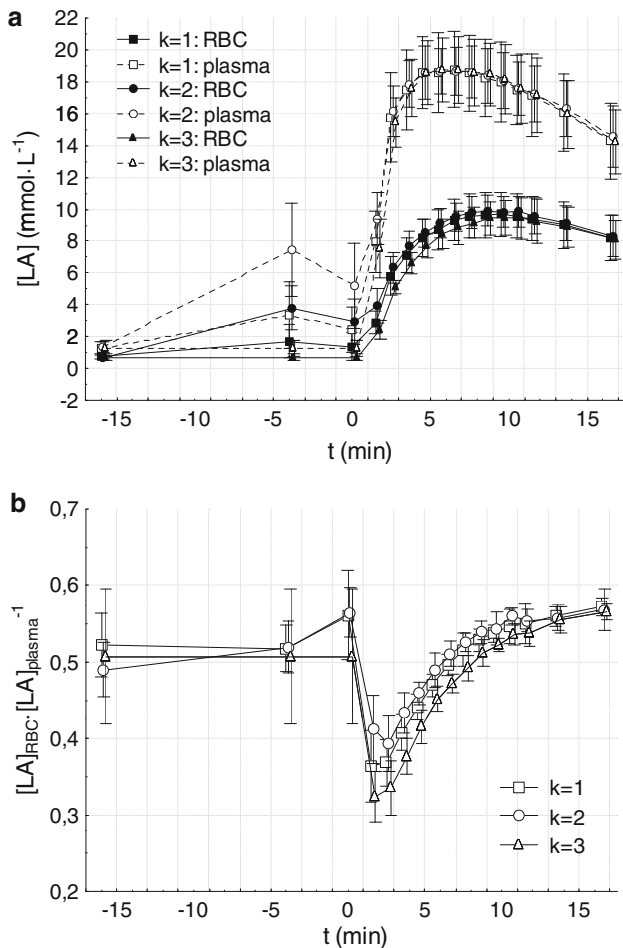 a
22
20
18
16
14
12
10
8
6
4
2
0
-2
[LA] (mmol·L-1)
k=1: RBC
k=1: plasma
k=2: RBC
k=2: plasma
k=3: RBC
k=3: plasma
-15 -10 -5 0 5 10 15
t (min)
b
0,7
0,6
0,5
0,4
0,3
0,2
[LA]RBC·[LA]plasma-1
k=1
k=2
k=3
-15 -10 -5 0 5 10 15
t (min)